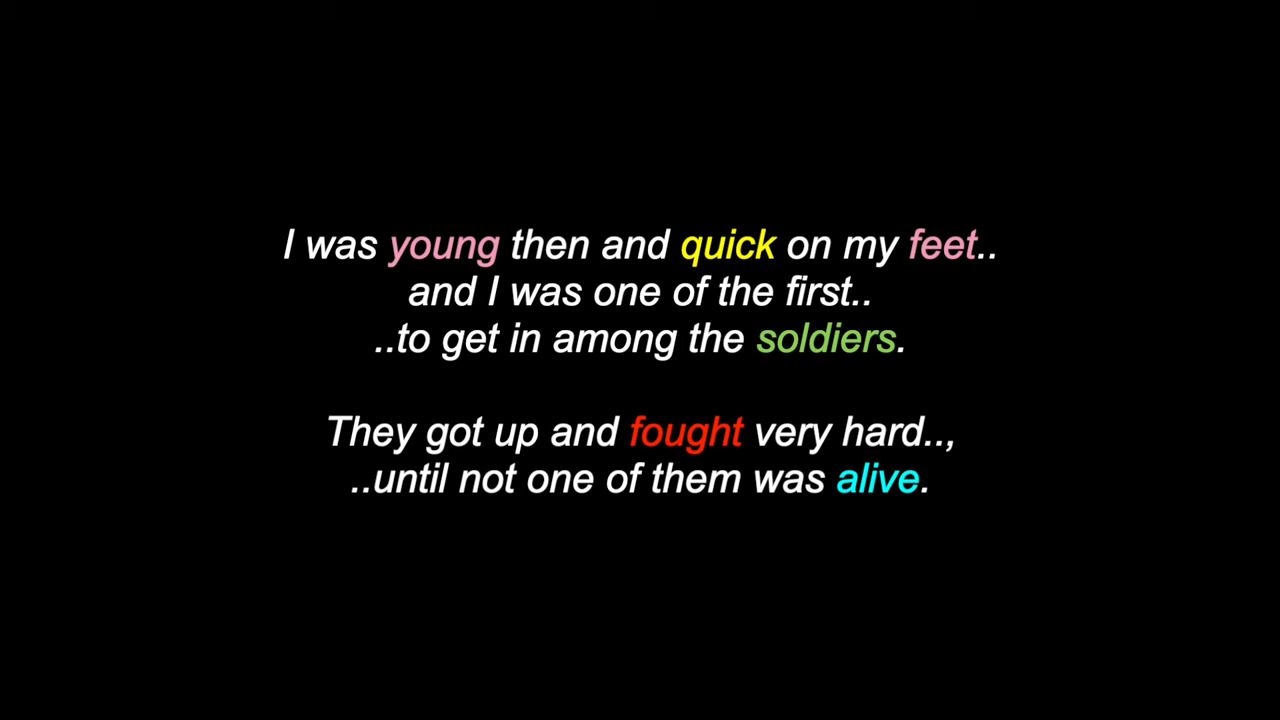 I was young then and quick on my feet..
and I was one of the first..
..to get in among the soldiers.
They got up and fought very hard..,
..until not one of them was alive.